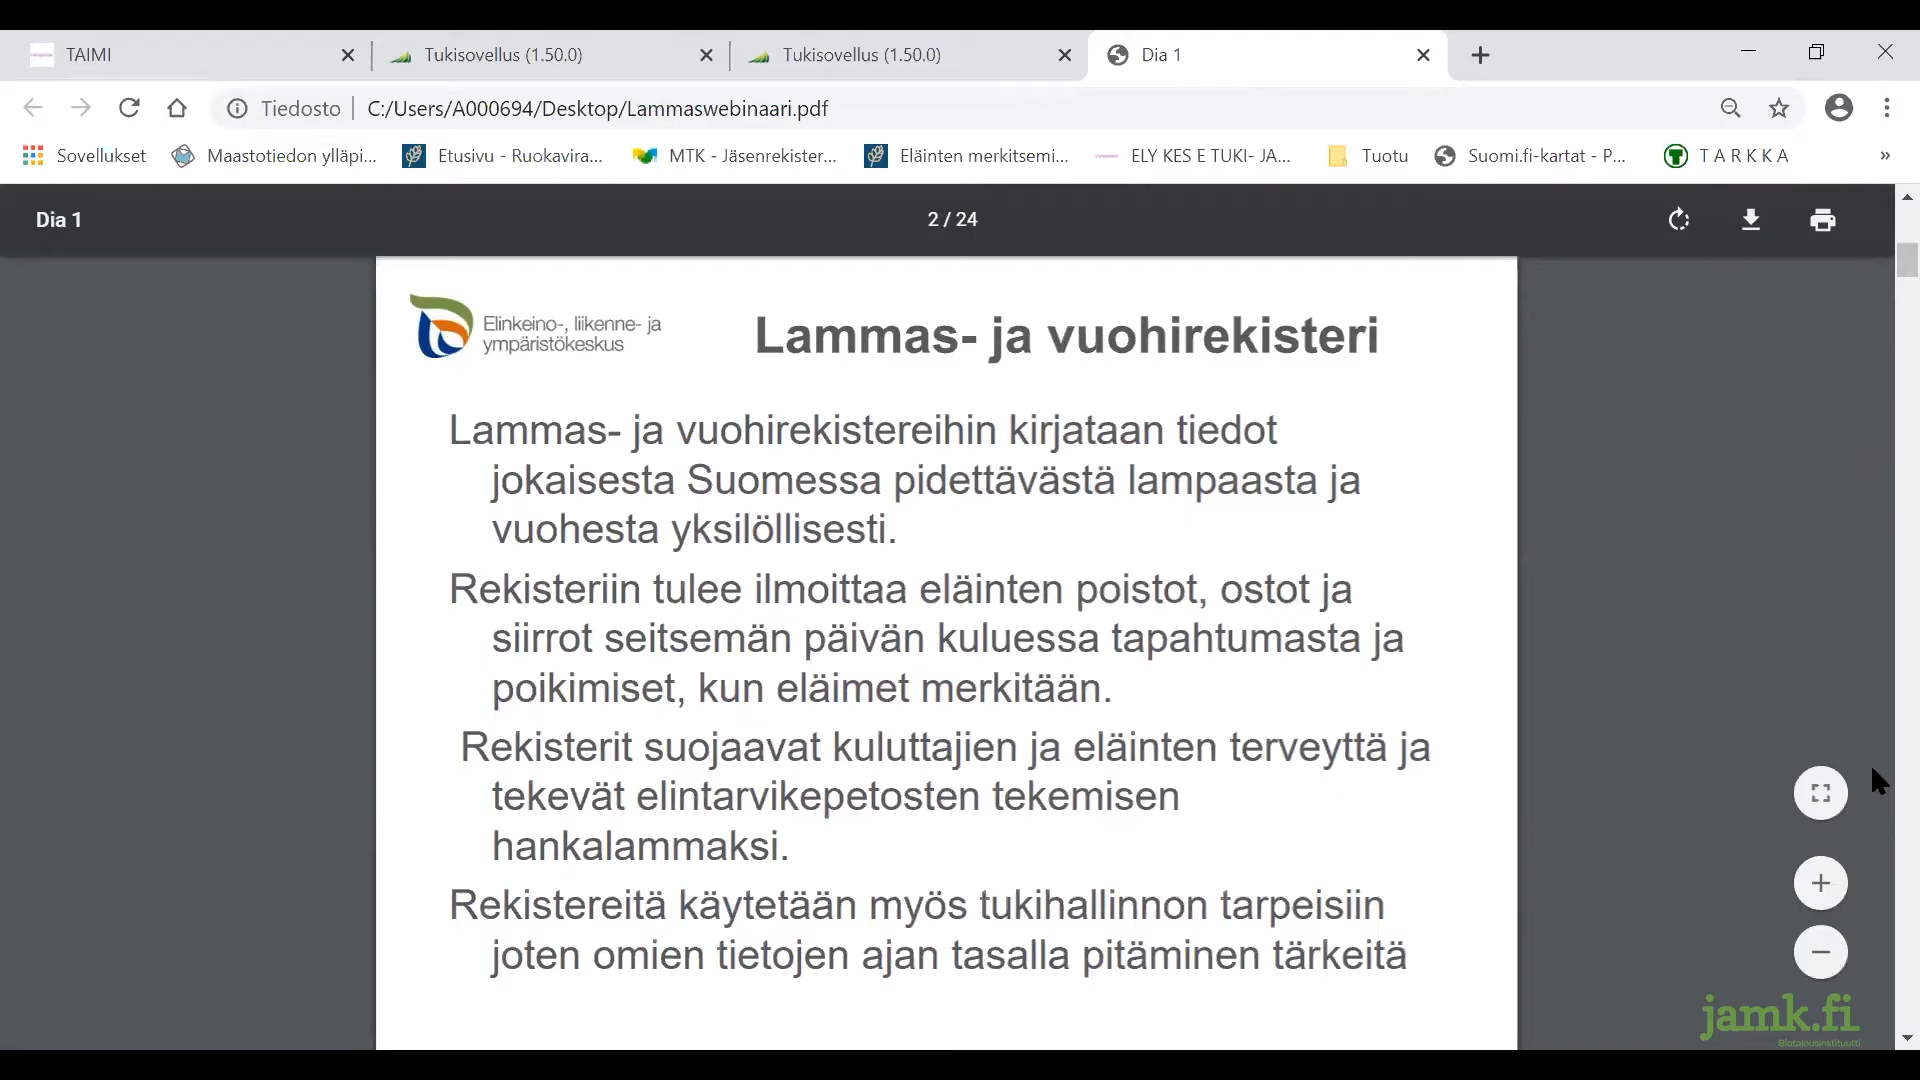 TAIMI
Tukisovellus (1.50.0)
Tukisovellus (1.50.0)
Dia 1
Tiedosto
C:/Users/A000694/Desktop/Lammaswebinaari.pdf
Sovellukset
Maastotiedon ylläpi...
Etusivu - Ruokavira...
MTK - Jäsenrekister...
Eläinten merkitsemi...
ELY KES E TUKI- JA...
Tuotu
Suomi.fi-kartat - P...
T A R K K A
»
Dia 1
2 / 24
Elinkeino-, liikenne- ja
ympäristökeskus
Lammas- ja vuohirekisteri
Lammas- ja vuohirekistereihin kirjataan tiedot
jokaisesta Suomessa pidettävästä lampaasta ja
vuohesta yksilöllisesti.
Rekisteriin tulee ilmoittaa eläinten poistot, ostot ja
siirrot seitsemän päivän kuluessa tapahtumasta ja
poikimiset, kun eläimet merkitään.
Rekisterit suojaavat kuluttajien ja eläinten terveyttä ja
tekevät elintarvikepetosten tekemisen
hankalammaksi.
Rekistereitä käytetään myös tukihallinnon tarpeisiin
joten omien tietojen ajan tasalla pitäminen tärkeitä
jamk.fi
Biotalousinstituutti